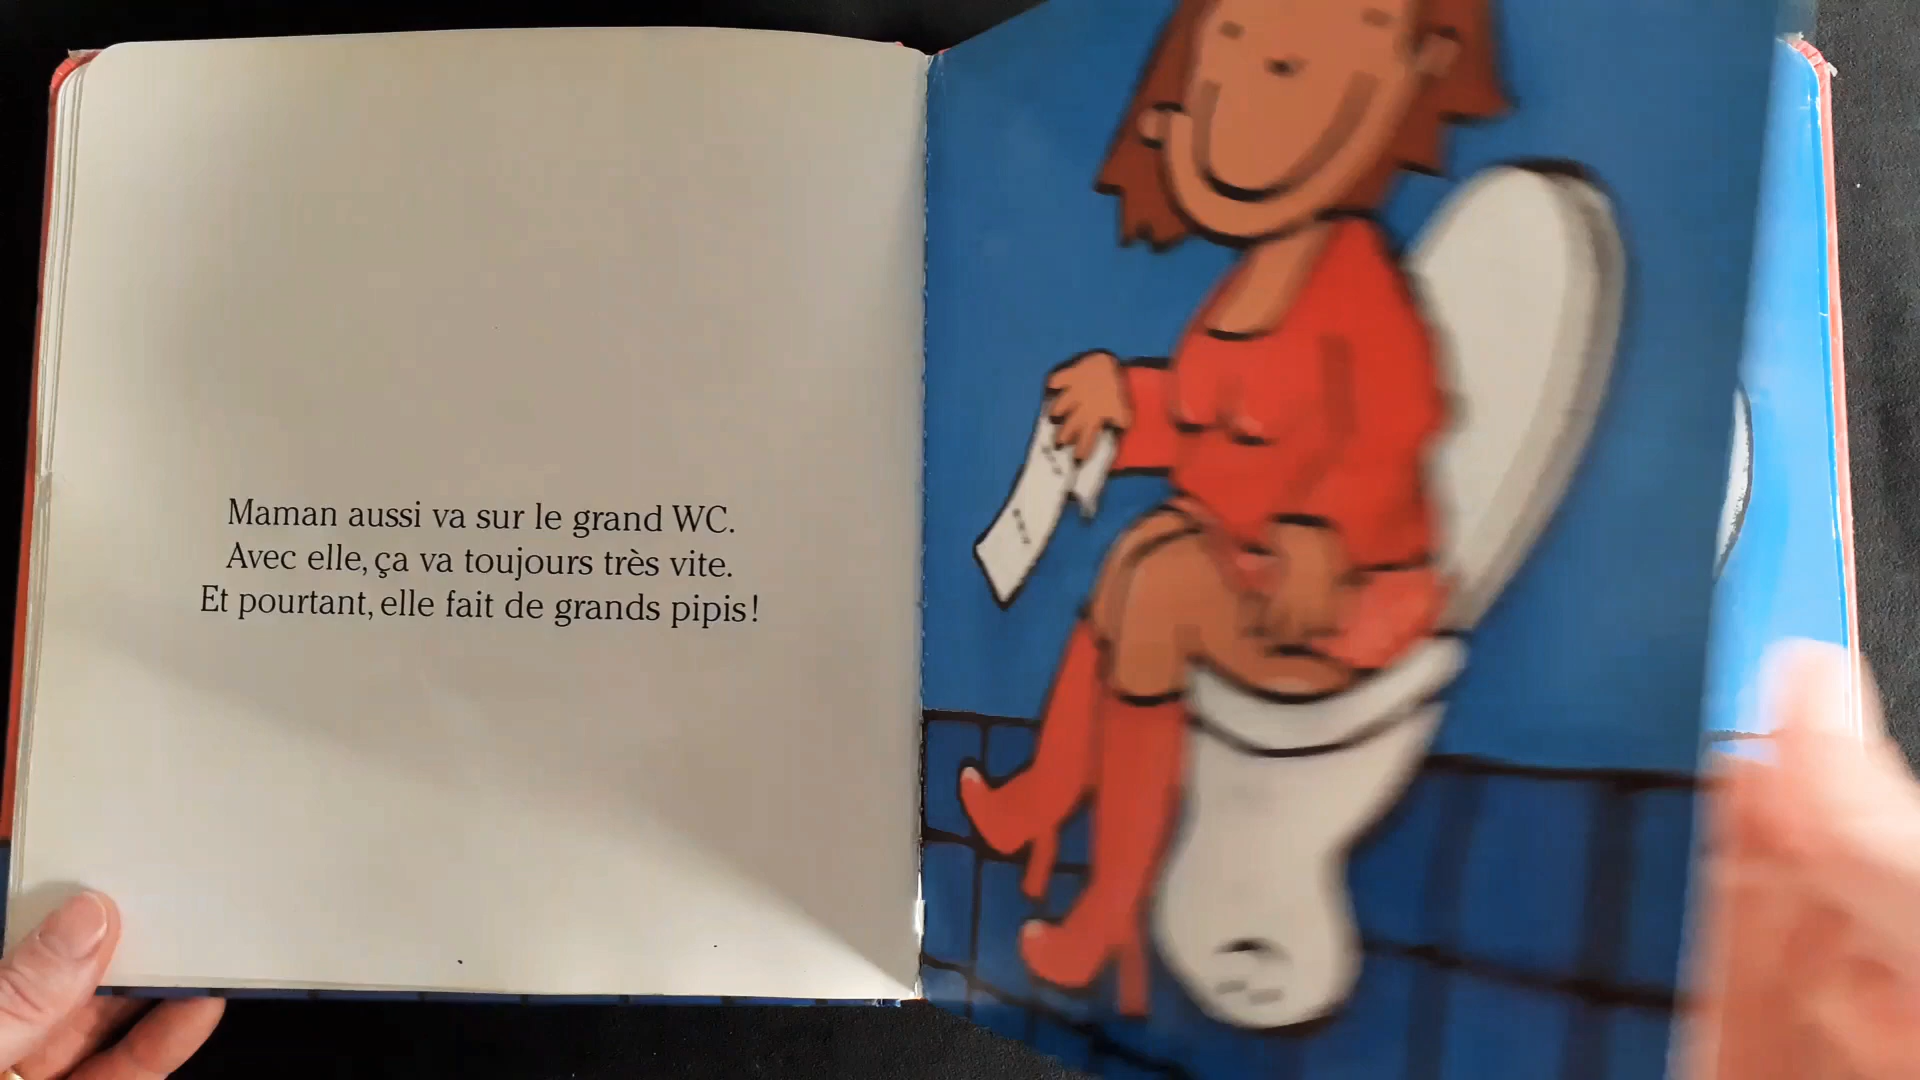 Maman aussi va sur le grand WC.
Avec elle, ça va toujours très vite.
Et pourtant, elle fait de grands pipis !